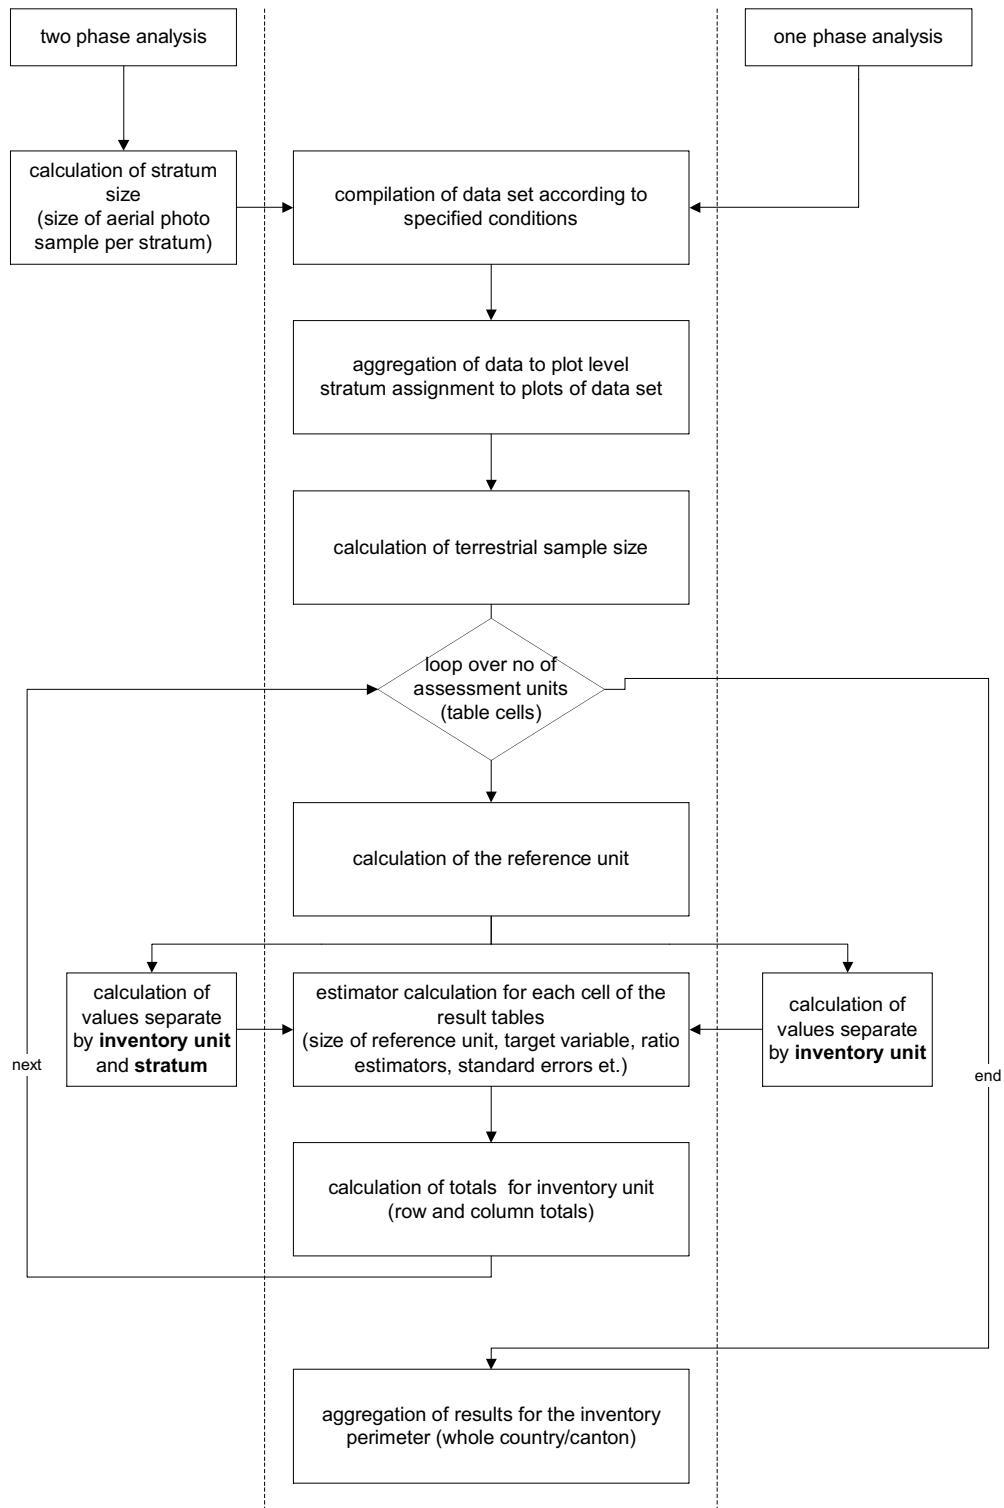 two phase analysis
one phase analysis
calculation of stratum
size
(size of aerial photo
sample per stratum)
compilation of data set according to
specified conditions
aggregation of data to plot level
stratum assignment to plots of data set
calculation of terrestrial sample size
loop over no of
assessment units
(table cells)
calculation of the reference unit
calculation of
values separate
by inventory unit
and stratum
estimator calculation for each cell of the
result tables
(size of reference unit, target variable, ratio
estimators, standard errors et.)
calculation of
values separate
by inventory unit
next
end
calculation of totals for inventory unit
(row and column totals)
aggregation of results for the inventory
perimeter (whole country/canton)